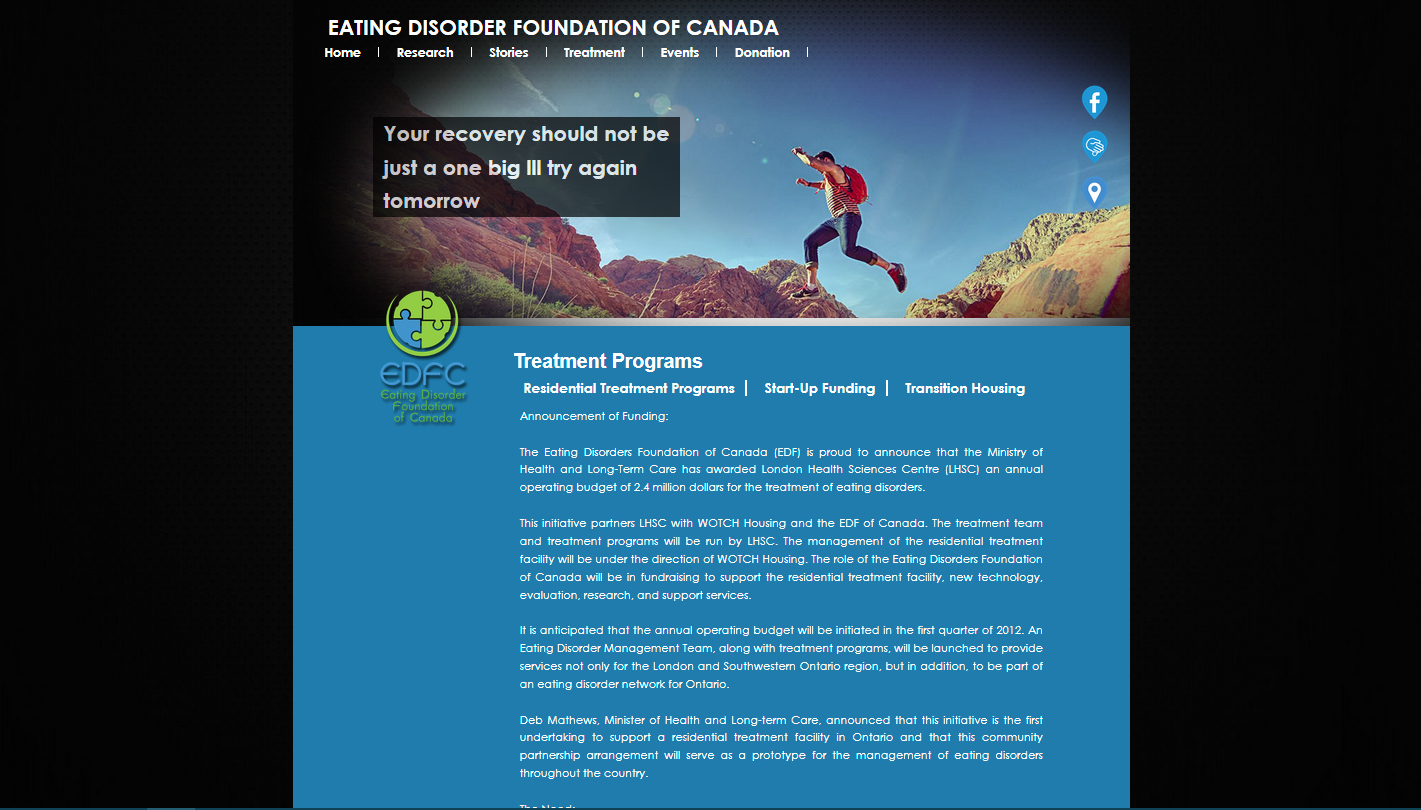 EATING DISORDER FOUNDATION OF CANADA
Home | Research | Stories | Treatment | Events | Donation |
Your recovery should not be
just a one big Ill try again
tomorrow
EDFC
Eating Disorder
Foundation
of Canada
Treatment Programs
Residential Treatment Programs | Start-Up Funding | Transition Housing
Announcement of Funding:
The Eating Disorders Foundation of Canada (EDF) is proud to announce that the Ministry of
Health and Long-Term Care has awarded London Health Sciences Centre (LHSC) an annual
operating budget of 2.4 million dollars for the treatment of eating disorders.
This initiative partners LHSC with WOTCH Housing and the EDF of Canada. The treatment team
and treatment programs will be run by LHSC. The management of the residential treatment
facility will be under the direction of WOTCH Housing. The role of the Eating Disorders Foundation
of Canada will be in fundraising to support the residential treatment facility, new technology,
evaluation, research, and support services.
It is anticipated that the annual operating budget will be initiated in the first quarter of 2012. An
Eating Disorder Management Team, along with treatment programs, will be launched to provide
services not only for the London and Southwestern Ontario region, but in addition, to be part of
an eating disorder network for Ontario.
Deb Mathews, Minister of Health and Long-term Care, announced that this initiative is the first
undertaking to support a residential treatment facility in Ontario and that this community
partnership arrangement will serve as a prototype for the management of eating disorders
throughout the country.